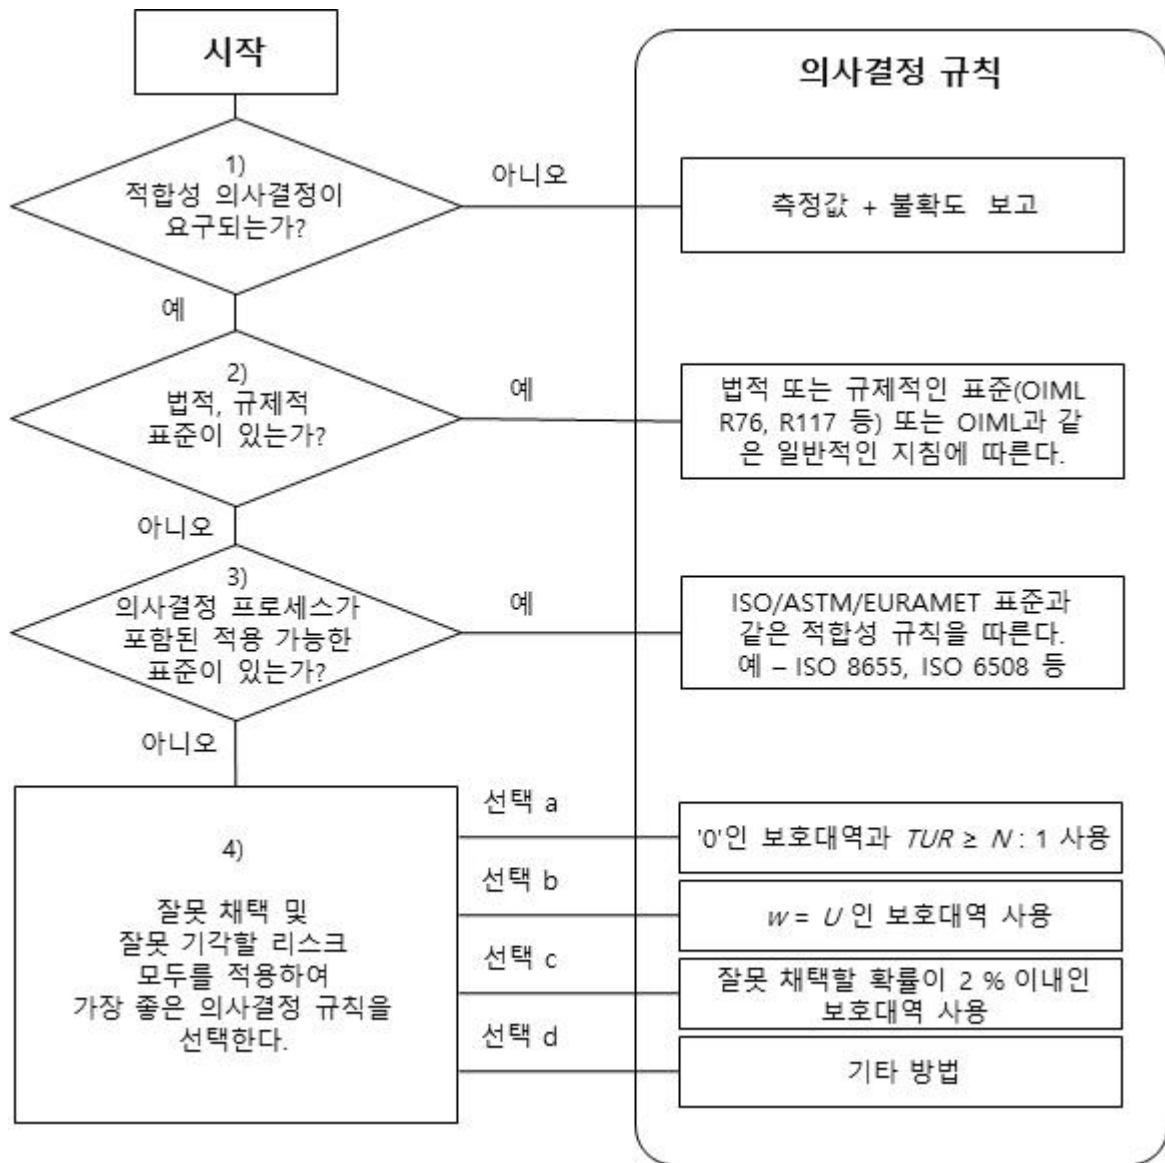 시작
의사결정 규칙
1)
적합성 의사결정이
요구되는가?
아니오
측정값 + 불확도 보고
예
2)
법적, 규제적
표준이 있는가?
예
법적 또는 규제적인 표준(OIML
R76, R117 등) 또는 OIML과 같
은 일반적인 지침에 따른다.
아니오
3)
의사결정 프로세스가
포함된 적용 가능한
표준이 있는가?
예
ISO/ASTM/EURAMET 표준과
같은 적합성 규칙을 따른다.
예 – ISO 8655, ISO 6508 등
아니오
4)
잘못 채택 및
잘못 기각할 리스크
모두를 적용하여
가장 좋은 의사결정 규칙을
선택한다.
선택 a
'0'인 보호대역과 TUR ≥ N : 1 사용
선택 b
w = U 인 보호대역 사용
선택 c
잘못 채택할 확률이 2 % 이내인
보호대역 사용
선택 d
기타 방법